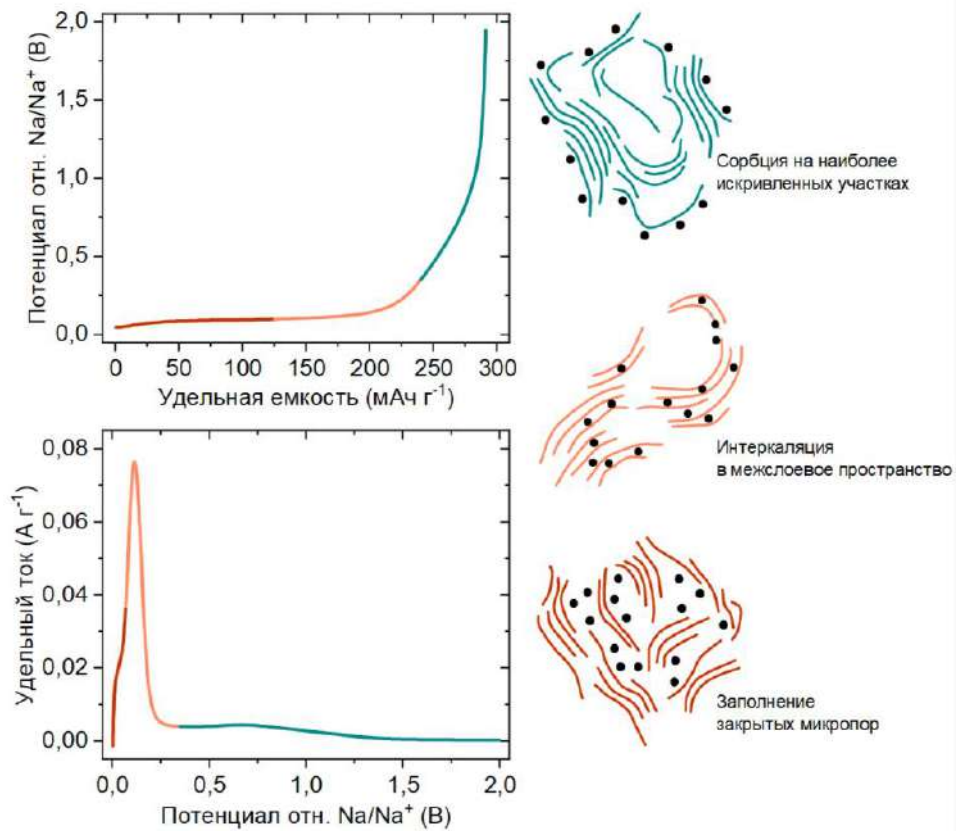 Потенциал отн. Na/Na⁺ (В)
2,0
1,5
1,0
0,5
0,0
0 50 100 150 200 250 300
Удельная емкость (мАч г⁻¹)
Сорбция на наиболее
искривленных участках
Интеркаляция
в межслоевое пространство
Удельный ток (А г⁻¹)
0,08
0,06
0,04
0,02
0,00
0,0 0,5 1,0 1,5 2,0
Потенциал отн. Na/Na⁺ (В)
Заполнение
закрытых микропор